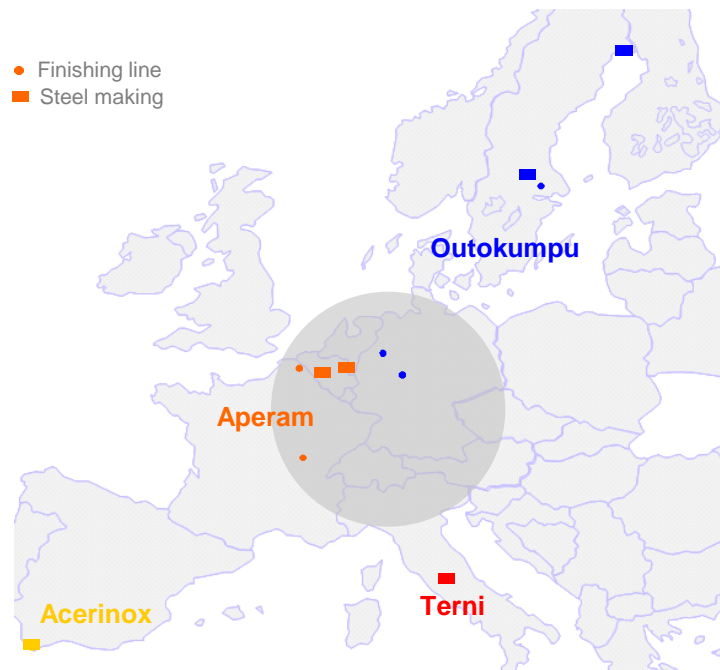 Finishing line
Steel making
Outokumpu
Aperam
Acerinox
Terni